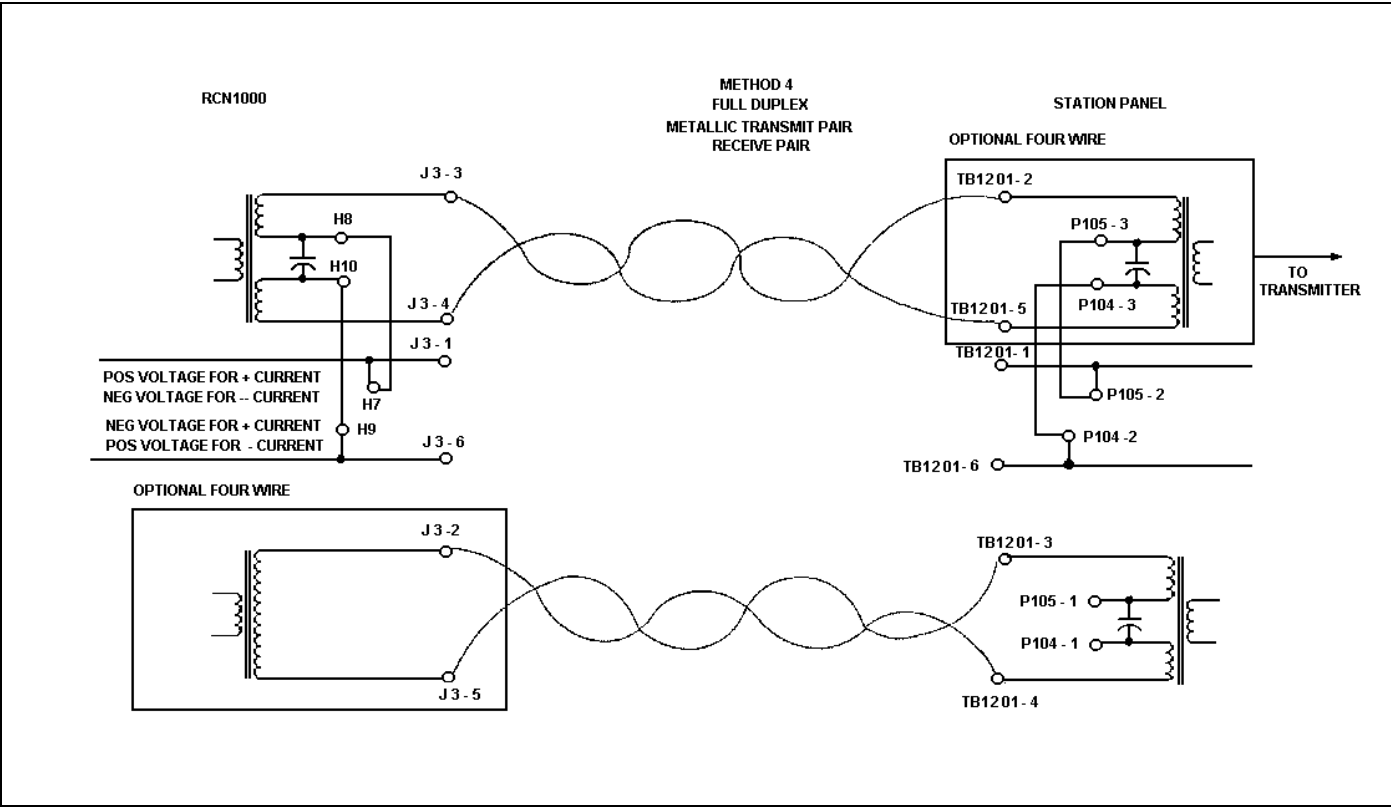 METHOD 4
FULL DUPLEX
METALLIC TRANSMIT PAIR
RECEIVE PAIR
RCN1000
STATION PANEL
OPTIONAL FOUR WIRE
J3-3
TB1201-2
H8
P105-3
H10
TO
TRANSMITTER
J3-4
P104-3
TB1201-5
J3-1
TB1201-1
POS VOLTAGE FOR + CURRENT
NEG VOLTAGE FOR -- CURRENT
H7
P105-2
NEG VOLTAGE FOR + CURRENT
POS VOLTAGE FOR - CURRENT
H9
J3-6
P104-2
TB1201-6
OPTIONAL FOUR WIRE
J3-2
TB1201-3
P105-1
P104-1
J3-5
TB1201-4